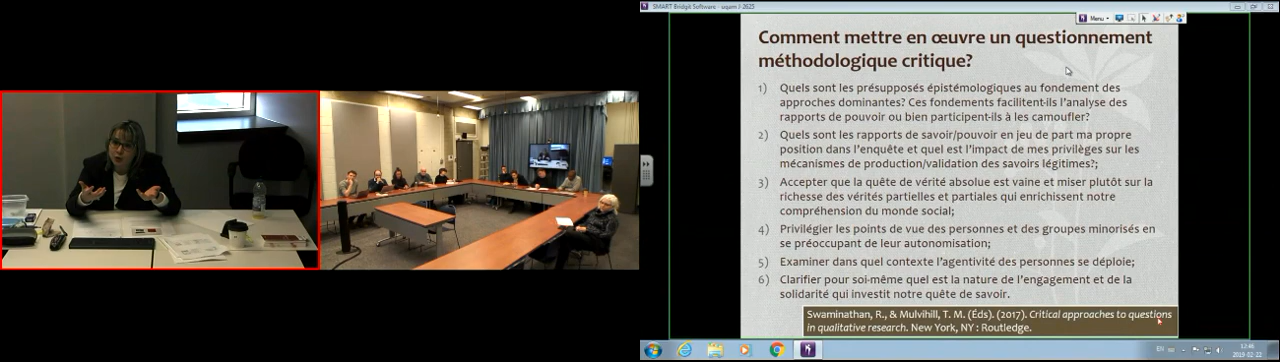 SMART Bridgit Software - uqam J-2625
Menu
Comment mettre en œuvre un questionnement
méthodologique critique?
1) Quels sont les présupposés épistémologiques au fondement des
approches dominantes? Ces fondements facilitent-ils l'analyse des
rapports de pouvoir ou bien participent-ils à les camoufler?
2) Quels sont les rapports de savoir/pouvoir en jeu de part ma propre
position dans l'enquête et quel est l'impact de mes privilèges sur les
mécanismes de production/validation des savoirs légitimes?;
3) Accepter que la quête de vérité absolue est vaine et miser plutôt sur la
richesse des vérités partielles et partiales qui enrichissent notre
compréhension du monde social;
4) Privilégier les points de vue des personnes et des groupes minorisés en
se préoccupant de leur autonomisation;
5) Examiner dans quel contexte l'agentivité des personnes se déploie;
6) Clarifier pour soi-même quel est la nature de l'engagement et de la
solidarité qui investit notre quête de savoir.
Swaminathan, R., & Mulvihill, T. M. (Éds). (2017). Critical approaches to questions
in qualitative research. New York, NY : Routledge.
EN
12:46
2019-02-22